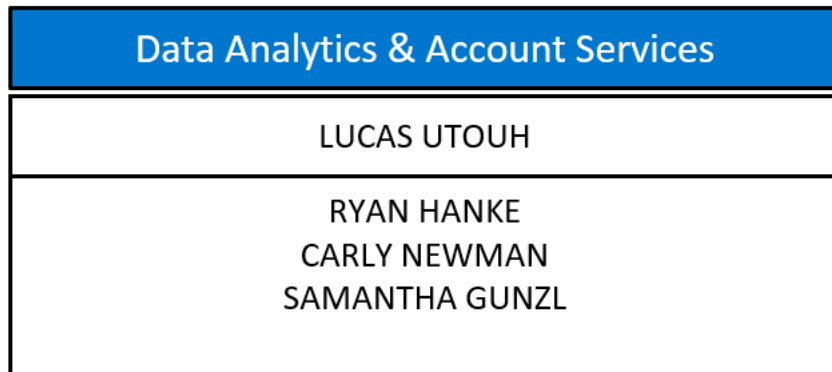 Data Analytics & Account Services
LUCAS UTOUH
RYAN HANKE
CARLY NEWMAN
SAMANTHA GUNZL